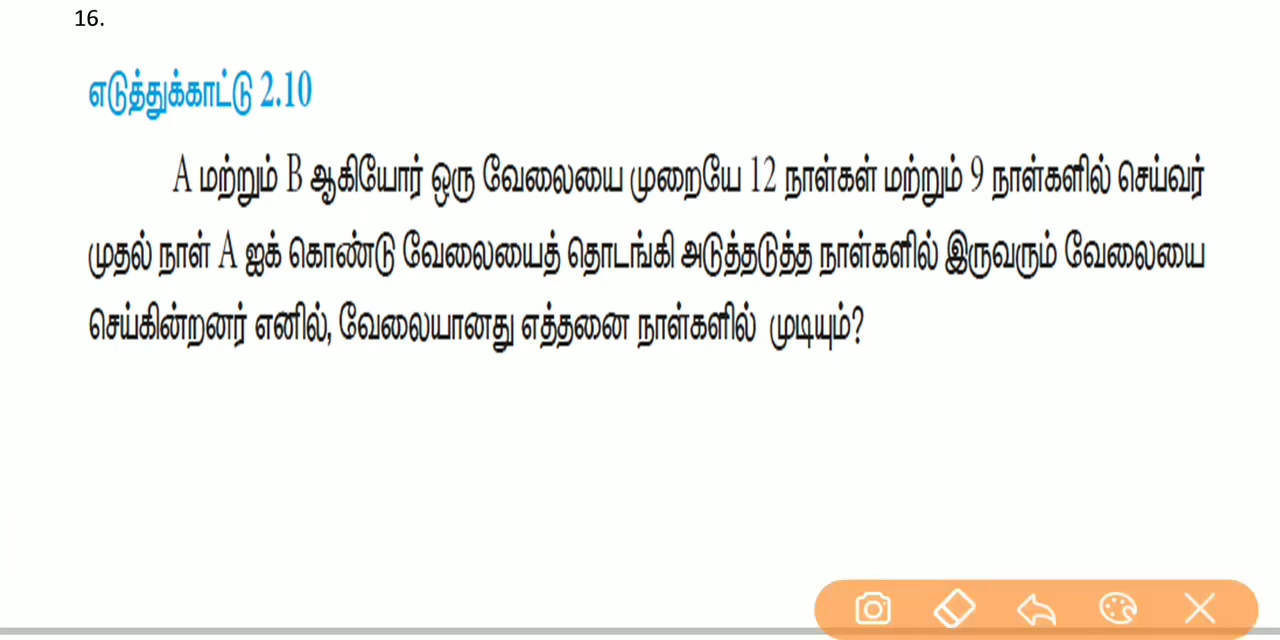 16.
எடுத்துக்காட்டு 2.10
A மற்றும் B ஆகியோர் ஒரு வேலையை முறையே 12 நாள்கள் மற்றும் 9 நாள்களில் செய்வர்
முதல் நாள் A ஐக் கொண்டு வேலையைத் தொடங்கி அடுத்தடுத்த நாள்களில் இருவரும் வேலையை
செய்கின்றனர் எனில், வேலையானது எத்தனை நாள்களில் முடியும்?